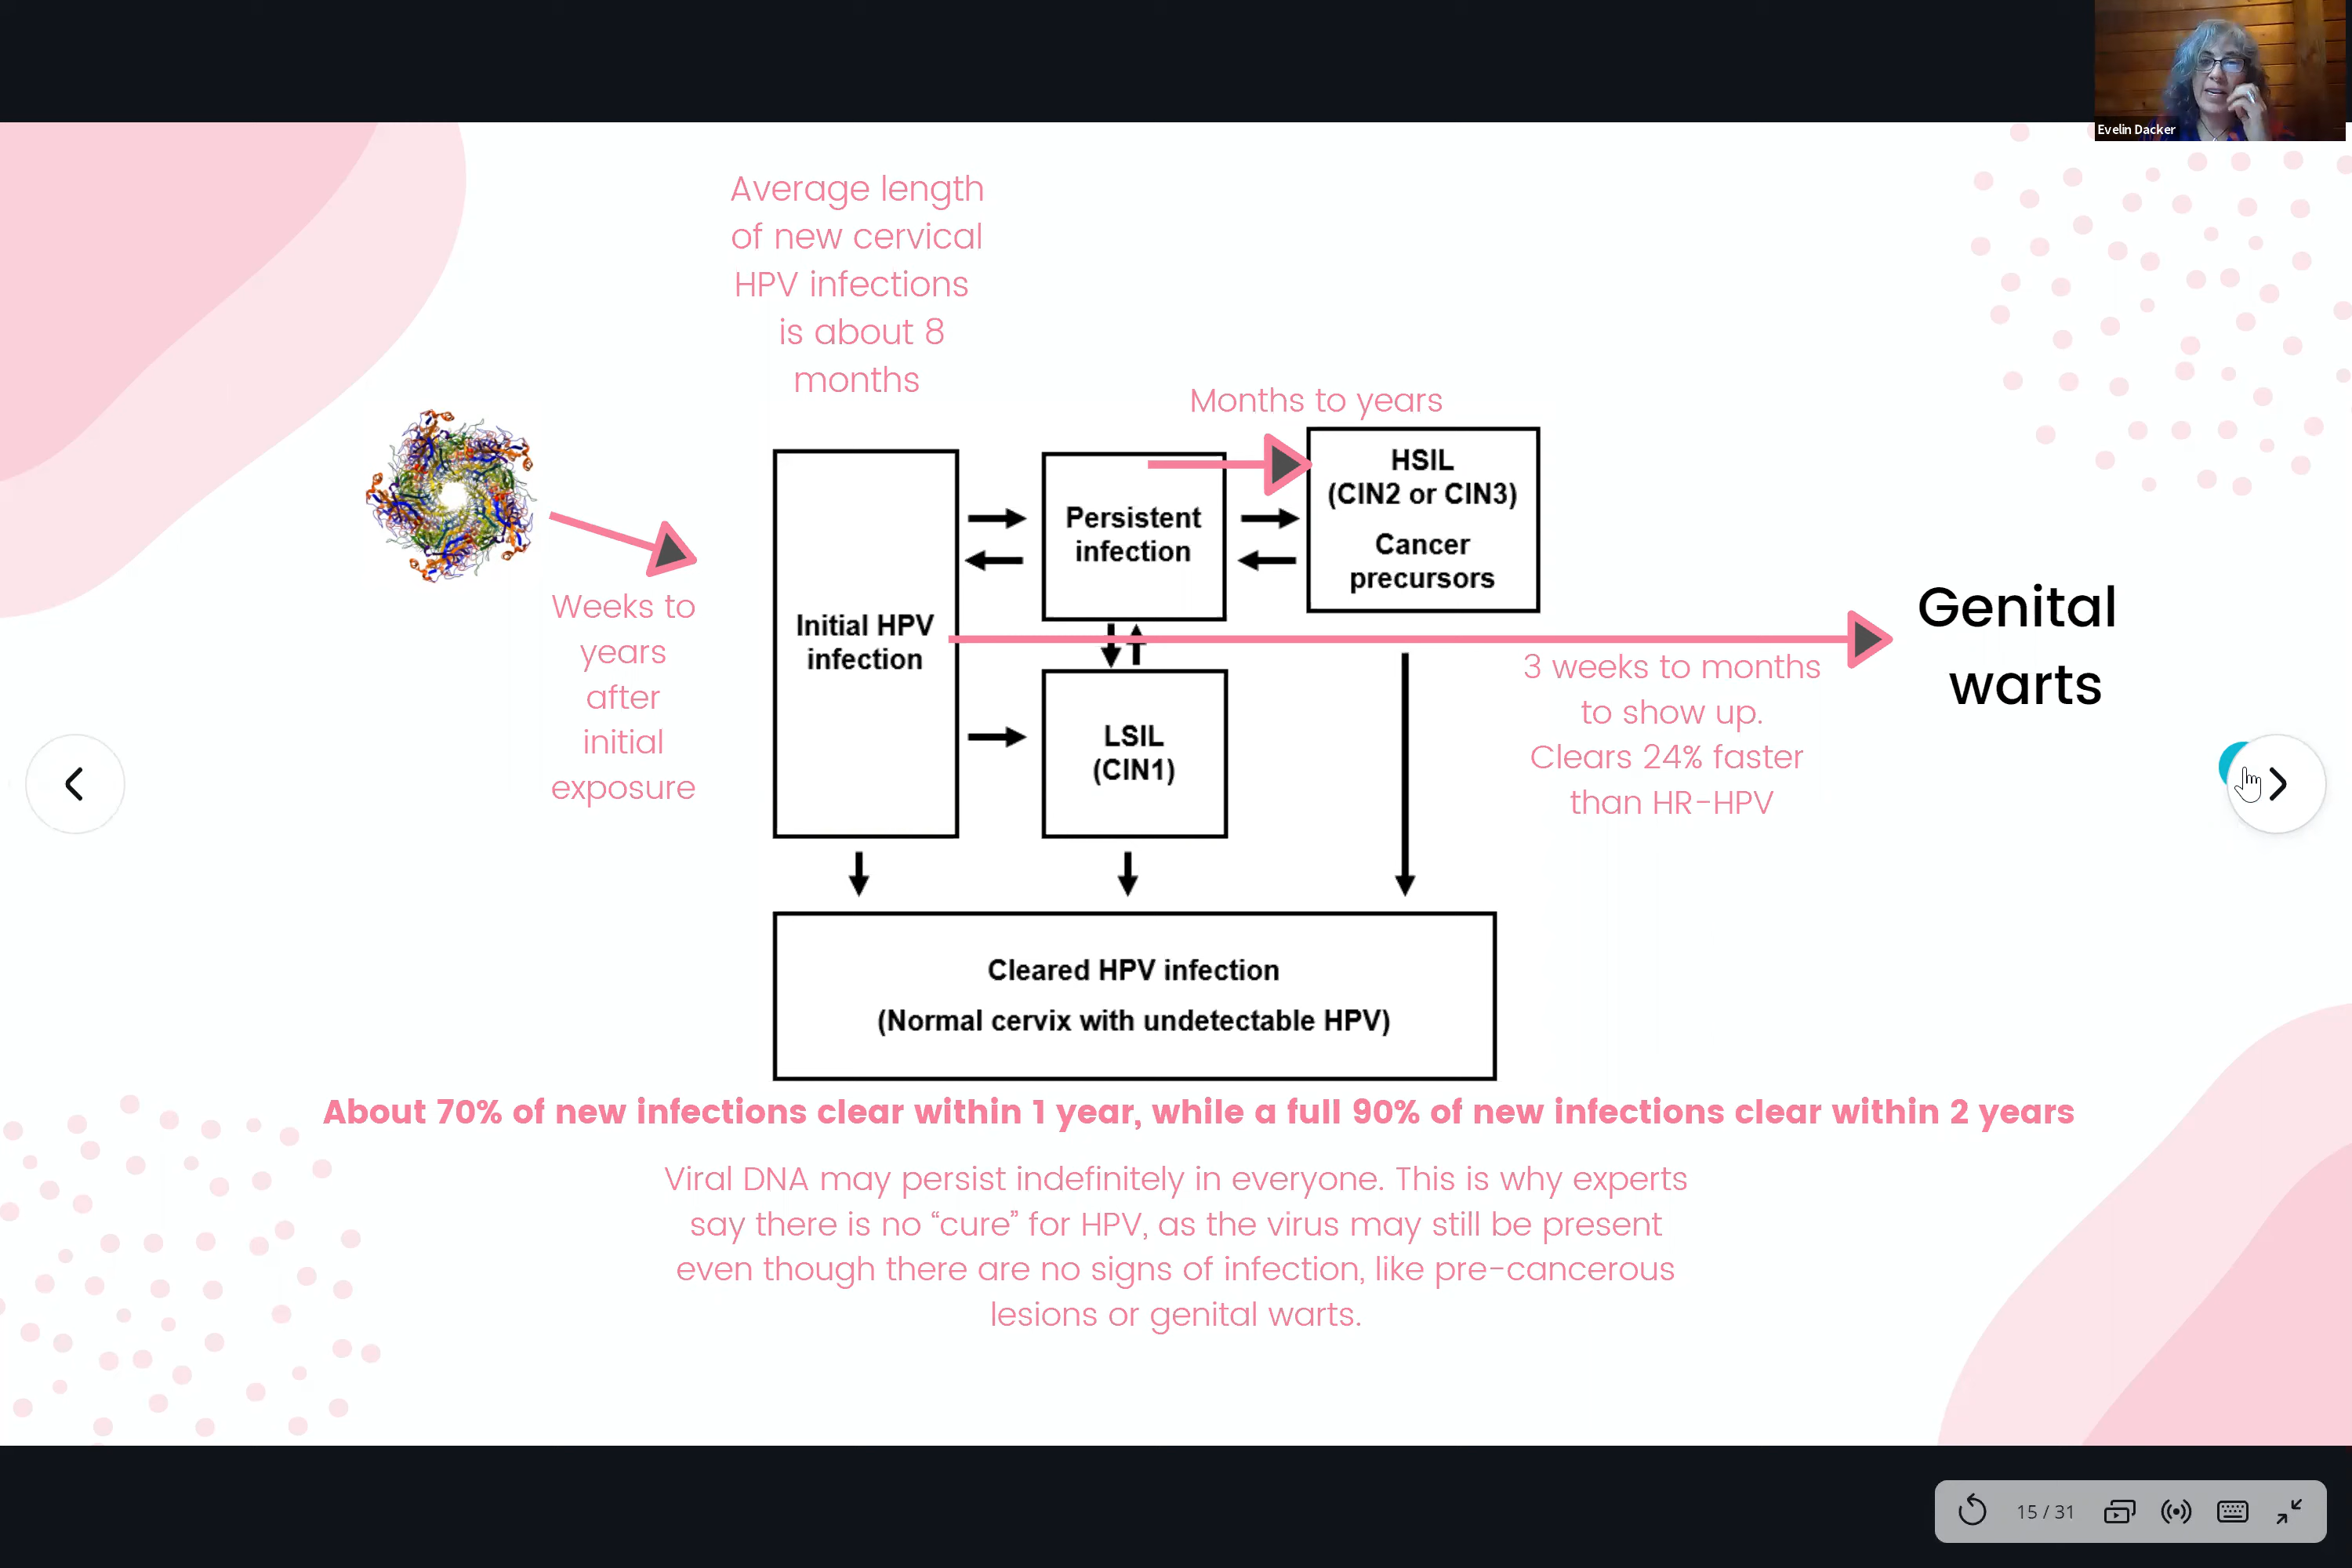 Evelin Dacker
Average length
of new cervical
HPV infections
is about 8
months
Months to years
HSIL
(CIN2 or CIN3)
Cancer
precursors
Persistent
infection
Initial HPV
infection
Weeks to
years
after
initial
exposure
Genital
warts
3 weeks to months
to show up.
Clears 24% faster
than HR-HPV
LSIL
(CIN1)
Cleared HPV infection
(Normal cervix with undetectable HPV)
About 70% of new infections clear within 1 year, while a full 90% of new infections clear within 2 years
Viral DNA may persist indefinitely in everyone. This is why experts
say there is no “cure” for HPV, as the virus may still be present
even though there are no signs of infection, like pre-cancerous
lesions or genital warts.
15 / 31